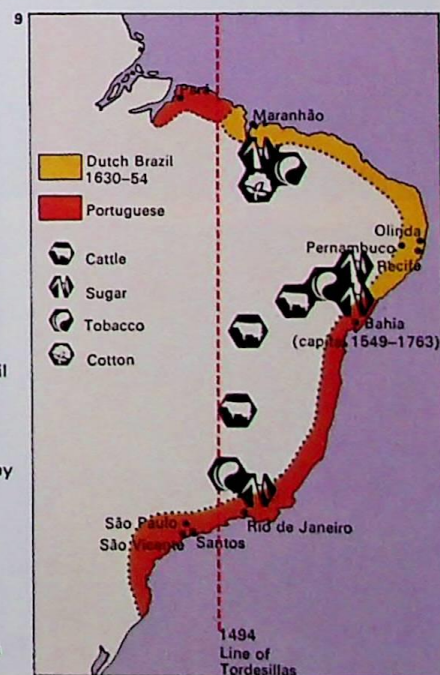 9
Pará
Maranhão
Dutch Brazil
1630–54
Portuguese
Olinda
Pernambuco
Recife
Cattle
Sugar
Tobacco
Cotton
Bahia
(capital 1549–1763)
São Paulo
Rio de Janeiro
São Vicente
Santos
1494
Line of
Tordesillas